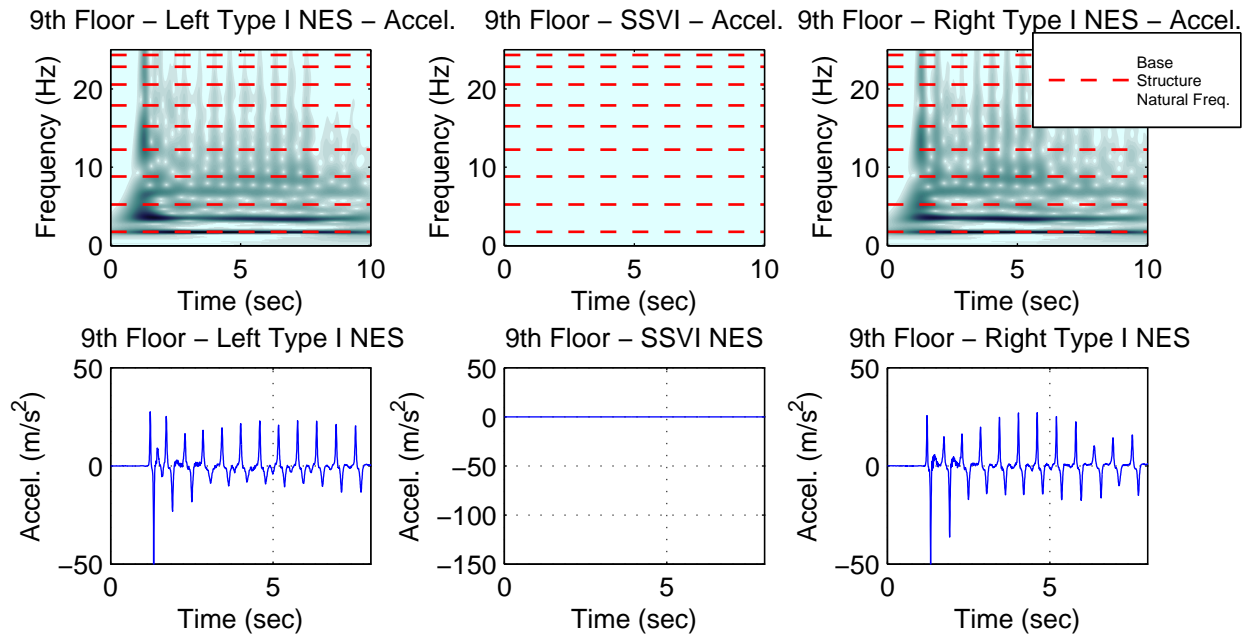 9th Floor – Left Type I NES – Accel.
9th Floor – SSVI – Accel.
9th Floor – Right Type I NES – Accel.
Frequency (Hz)
20
10
0
0
5
10
Time (sec)
Frequency (Hz)
20
10
0
0
5
10
Time (sec)
Frequency (Hz)
20
10
0
0
5
10
Time (sec)
Base
Structure
Natural Freq.
9th Floor – Left Type I NES
Accel. (m/s²)
50
0
−50
0
5
Time (sec)
9th Floor – SSVI NES
Accel. (m/s²)
50
0
−50
−100
−150
0
5
Time (sec)
9th Floor – Right Type I NES
Accel. (m/s²)
50
0
−50
0
5
Time (sec)